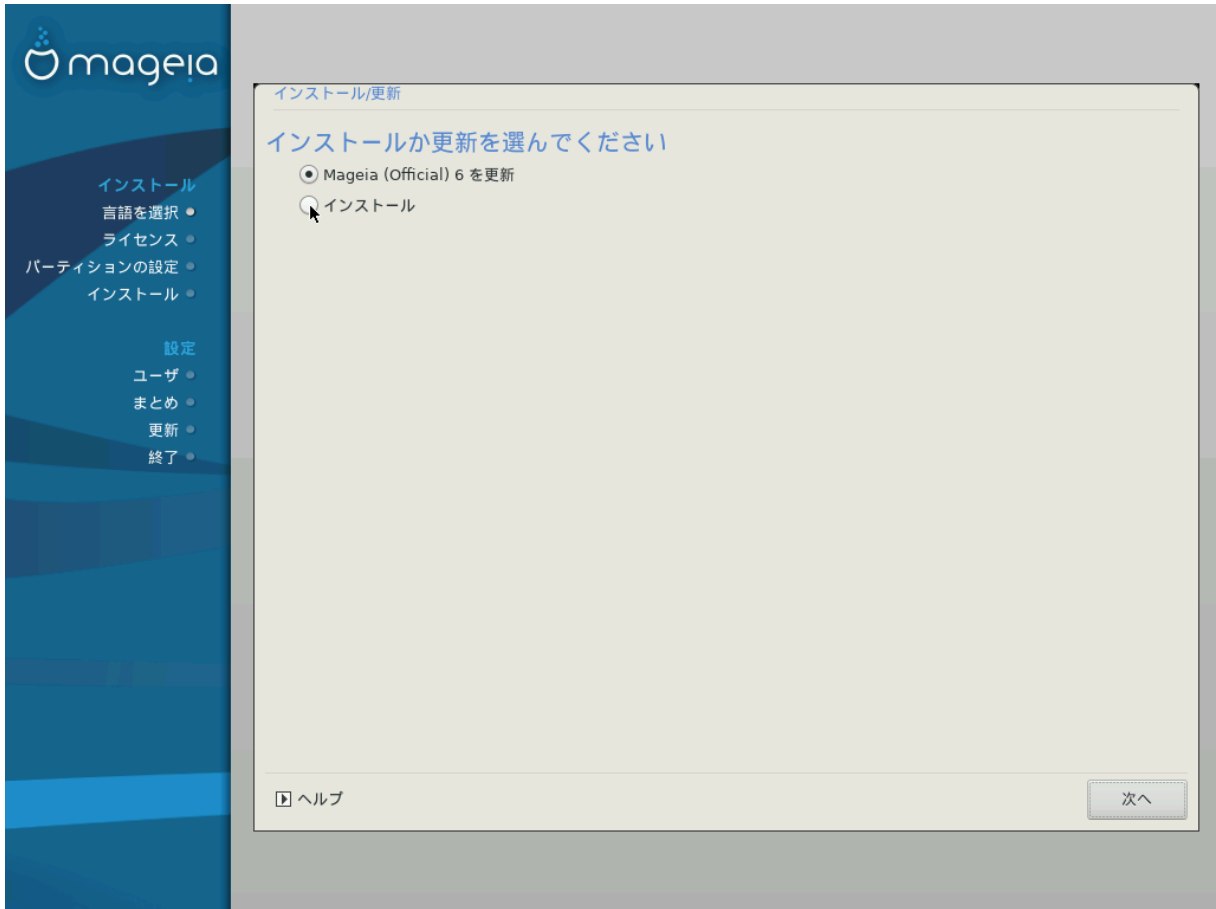 mageia
インストール
言語を選択
ライセンス
パーティションの設定
インストール
設定
ユーザ
まとめ
更新
終了
インストール/更新
インストールか更新を選んでください
Mageia (Official) 6 を更新
インストール
ヘルプ
次へ